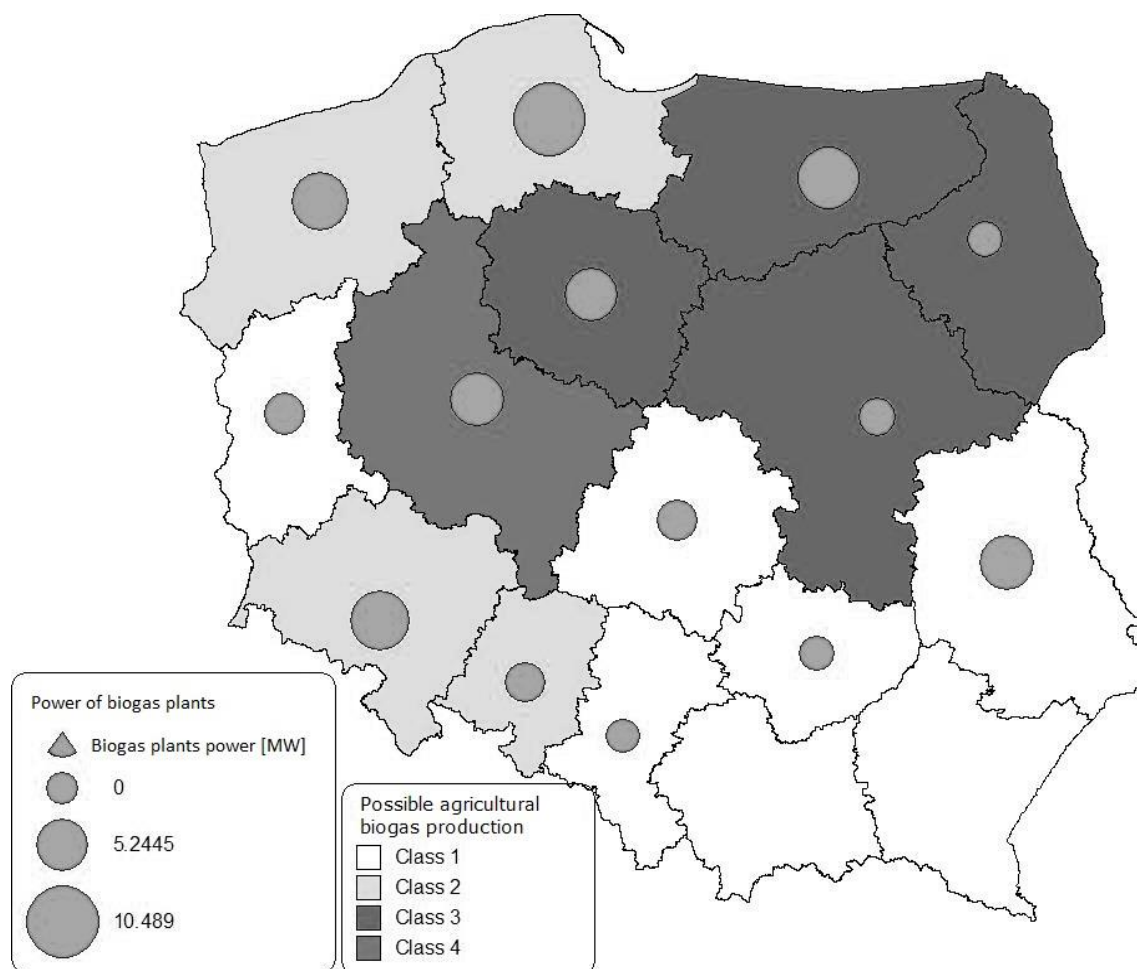 Power of biogas plants
Biogas plants power [MW]
0
5.2445
10.489
Possible agricultural
biogas production
Class 1
Class 2
Class 3
Class 4